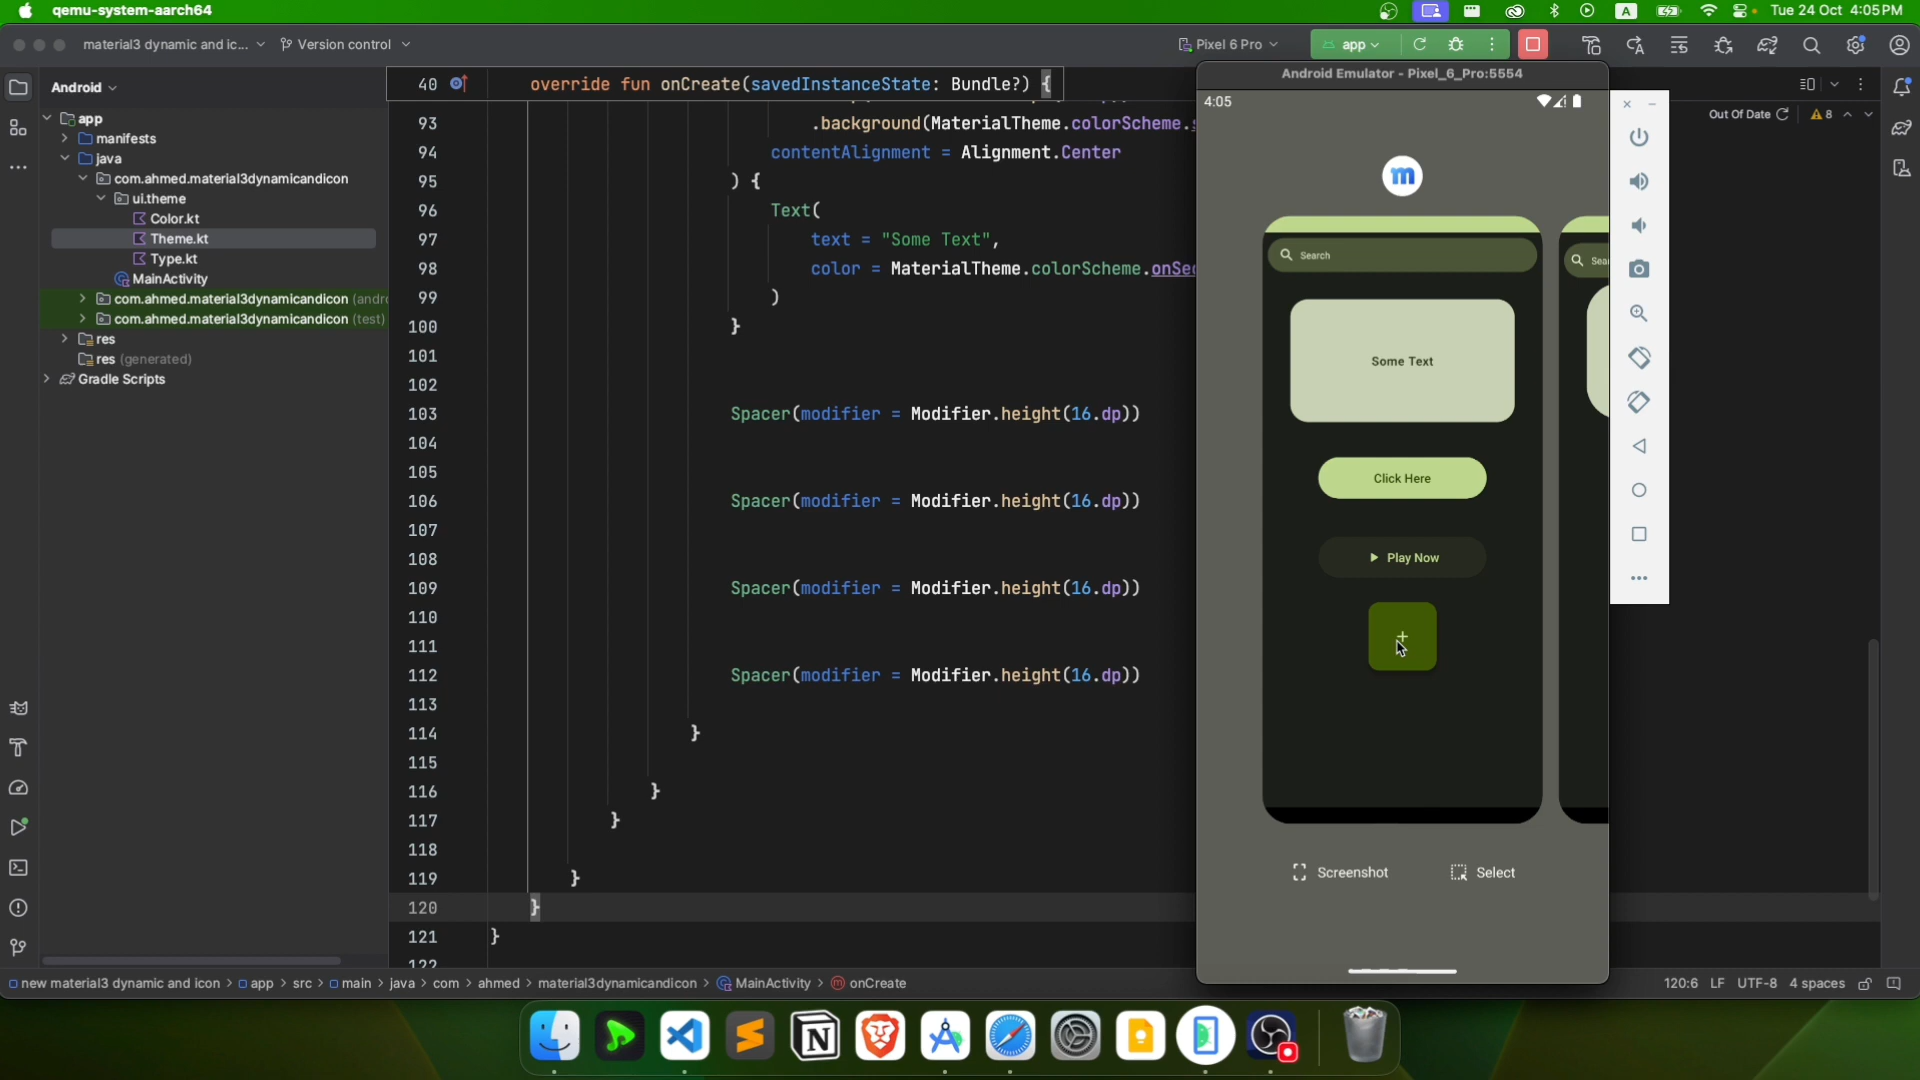 qemu-system-aarch64
A
Tue 24 Oct 4:05 PM
material3 dynamic and ic...
Version control
Pixel 6 Pro
app
Android
app
manifests
java
com.ahmed.material3dynamicandicon
ui.theme
Color.kt
Theme.kt
Type.kt
MainActivity
com.ahmed.material3dynamicandicon (andr
com.ahmed.material3dynamicandicon (test)
res
res (generated)
Gradle Scripts
40 override fun onCreate(savedInstanceState: Bundle?) {
93 .background(MaterialTheme.colorScheme.
94 contentAlignment = Alignment.Center
95 ) {
96 Text(
97 text = "Some Text",
98 color = MaterialTheme.colorScheme.onSec
99 )
100 }
101
102
103 Spacer(modifier = Modifier.height(16.dp))
104
105
106 Spacer(modifier = Modifier.height(16.dp))
107
108
109 Spacer(modifier = Modifier.height(16.dp))
110
111
112 Spacer(modifier = Modifier.height(16.dp))
113
114 }
115
116 }
117 }
118
119 }
120 }
121 }
122
Out Of Date
8
Android Emulator - Pixel_6_Pro:5554
4:05
m
Search
Sea
Some Text
Click Here
Play Now
+
Screenshot
Select
new material3 dynamic and icon > app > src > main > java > com > ahmed > material3dynamicandicon > MainActivity > onCreate
120:6 LF UTF-8 4 spaces